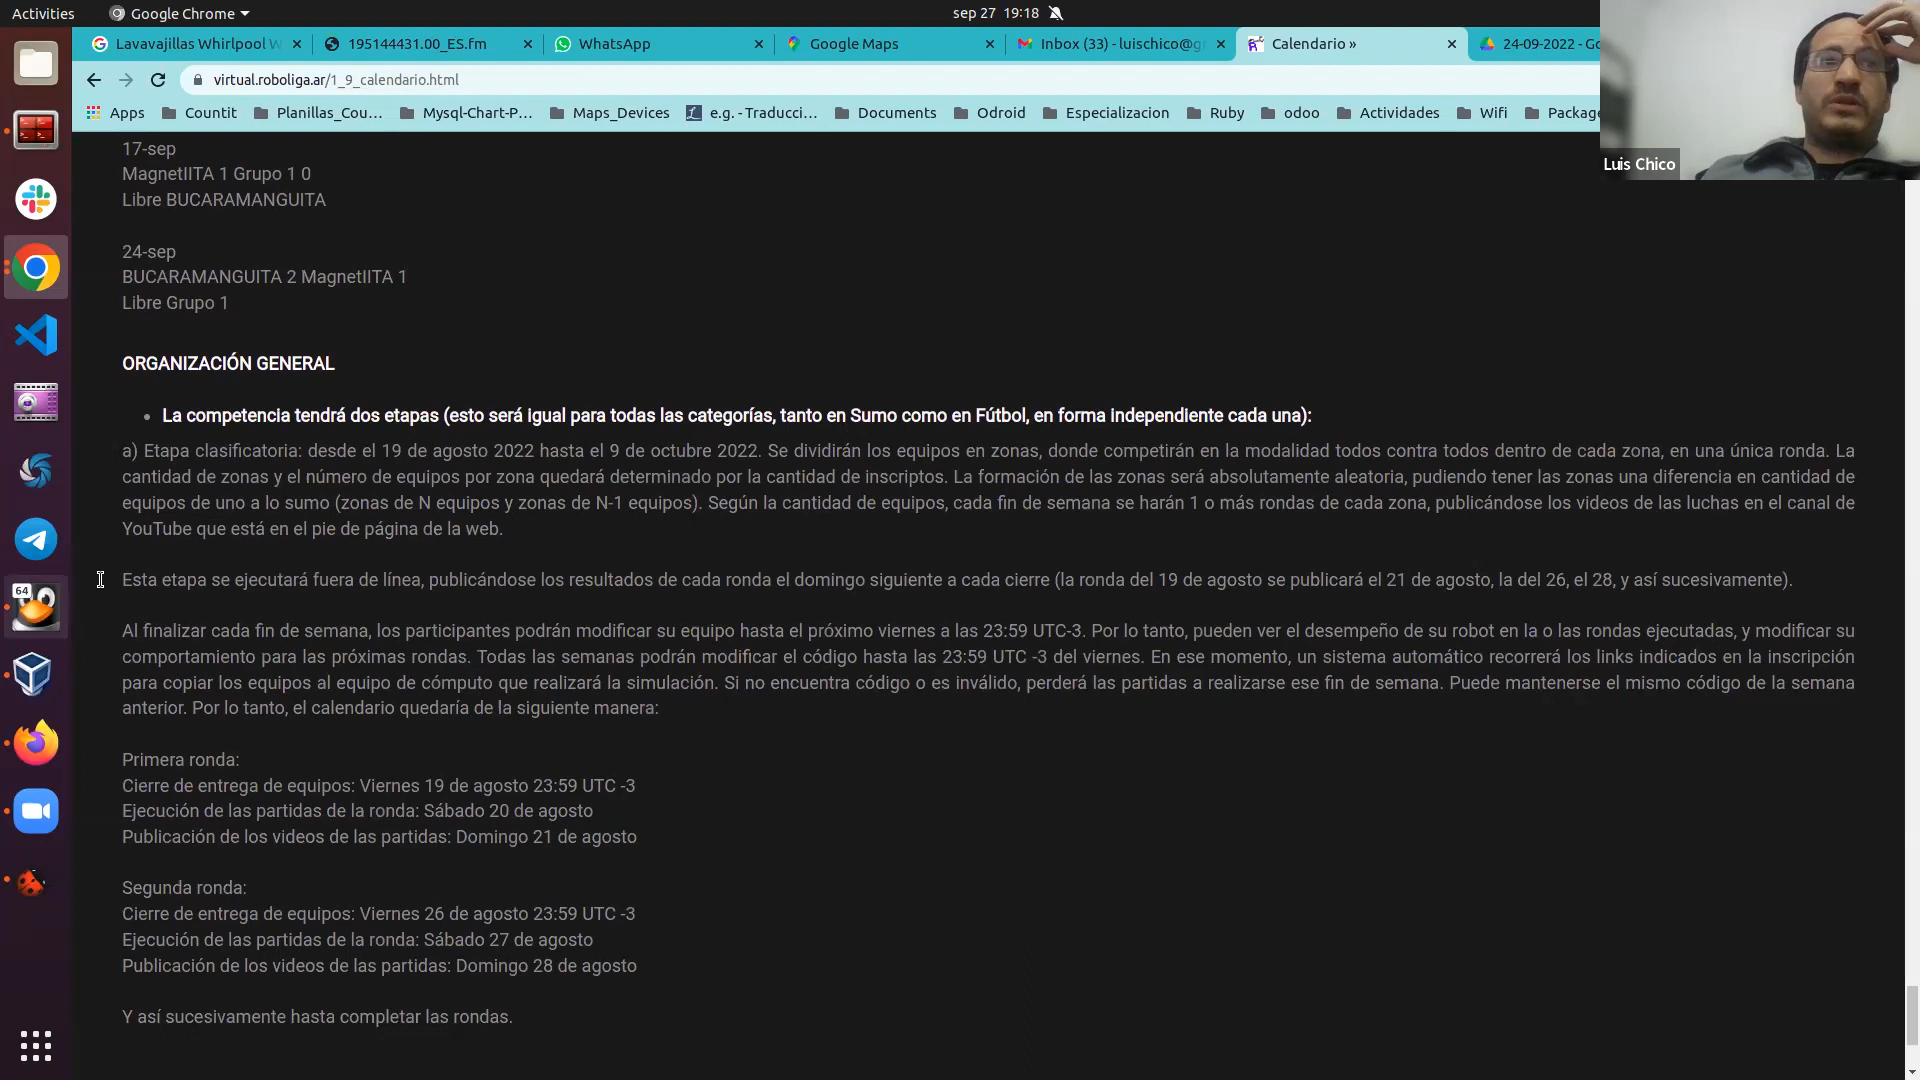 Activities
Google Chrome
sep 27 19:18
Lavavajillas Whirlpool W
195144431.00_ES.fm
WhatsApp
Google Maps
Inbox (33) - luischico@gr
Calendario »
24-09-2022 - Go
virtual.roboliga.ar/1_9_calendario.html
Apps
Countit
Planillas_Cou...
Mysql-Chart-P...
Maps_Devices
e.g. - Traducci...
Documents
Odroid
Especializacion
Ruby
odoo
Actividades
Wifi
Package
Luis Chico
17-sep
MagnetIITA 1 Grupo 1 0
Libre BUCARAMANGUITA
24-sep
BUCARAMANGUITA 2 MagnetIITA 1
Libre Grupo 1
ORGANIZACIÓN GENERAL
• La competencia tendrá dos etapas (esto será igual para todas las categorías, tanto en Sumo como en Fútbol, en forma independiente cada una):
a) Etapa clasificatoria: desde el 19 de agosto 2022 hasta el 9 de octubre 2022. Se dividirán los equipos en zonas, donde competirán en la modalidad todos contra todos dentro de cada zona, en una única ronda. La
cantidad de zonas y el número de equipos por zona quedará determinado por la cantidad de inscriptos. La formación de las zonas será absolutamente aleatoria, pudiendo tener las zonas una diferencia en cantidad de
equipos de uno a lo sumo (zonas de N equipos y zonas de N-1 equipos). Según la cantidad de equipos, cada fin de semana se harán 1 o más rondas de cada zona, publicándose los videos de las luchas en el canal de
YouTube que está en el pie de página de la web.
Esta etapa se ejecutará fuera de línea, publicándose los resultados de cada ronda el domingo siguiente a cada cierre (la ronda del 19 de agosto se publicará el 21 de agosto, la del 26, el 28, y así sucesivamente).
Al finalizar cada fin de semana, los participantes podrán modificar su equipo hasta el próximo viernes a las 23:59 UTC-3. Por lo tanto, pueden ver el desempeño de su robot en la o las rondas ejecutadas, y modificar su
comportamiento para las próximas rondas. Todas las semanas podrán modificar el código hasta las 23:59 UTC -3 del viernes. En ese momento, un sistema automático recorrerá los links indicados en la inscripción
para copiar los equipos al equipo de cómputo que realizará la simulación. Si no encuentra código o es inválido, perderá las partidas a realizarse ese fin de semana. Puede mantenerse el mismo código de la semana
anterior. Por lo tanto, el calendario quedaría de la siguiente manera:
Primera ronda:
Cierre de entrega de equipos: Viernes 19 de agosto 23:59 UTC -3
Ejecución de las partidas de la ronda: Sábado 20 de agosto
Publicación de los videos de las partidas: Domingo 21 de agosto
Segunda ronda:
Cierre de entrega de equipos: Viernes 26 de agosto 23:59 UTC -3
Ejecución de las partidas de la ronda: Sábado 27 de agosto
Publicación de los videos de las partidas: Domingo 28 de agosto
Y así sucesivamente hasta completar las rondas.
64